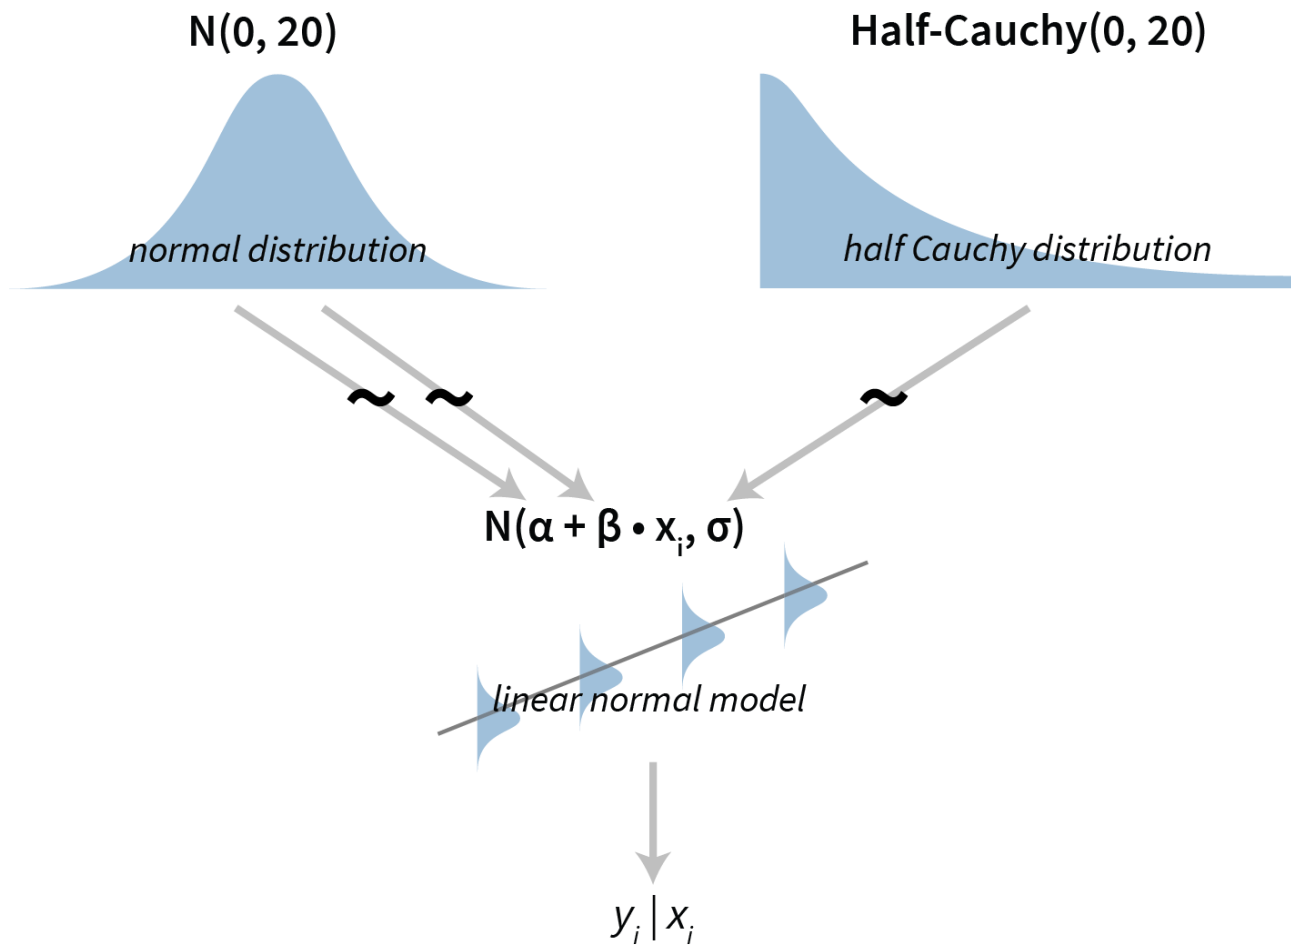 N(0, 20)
Half-Cauchy(0, 20)
normal distribution
half Cauchy distribution
~ ~ ~
N(α + β • xᵢ, σ)
linear normal model
yᵢ | xᵢ